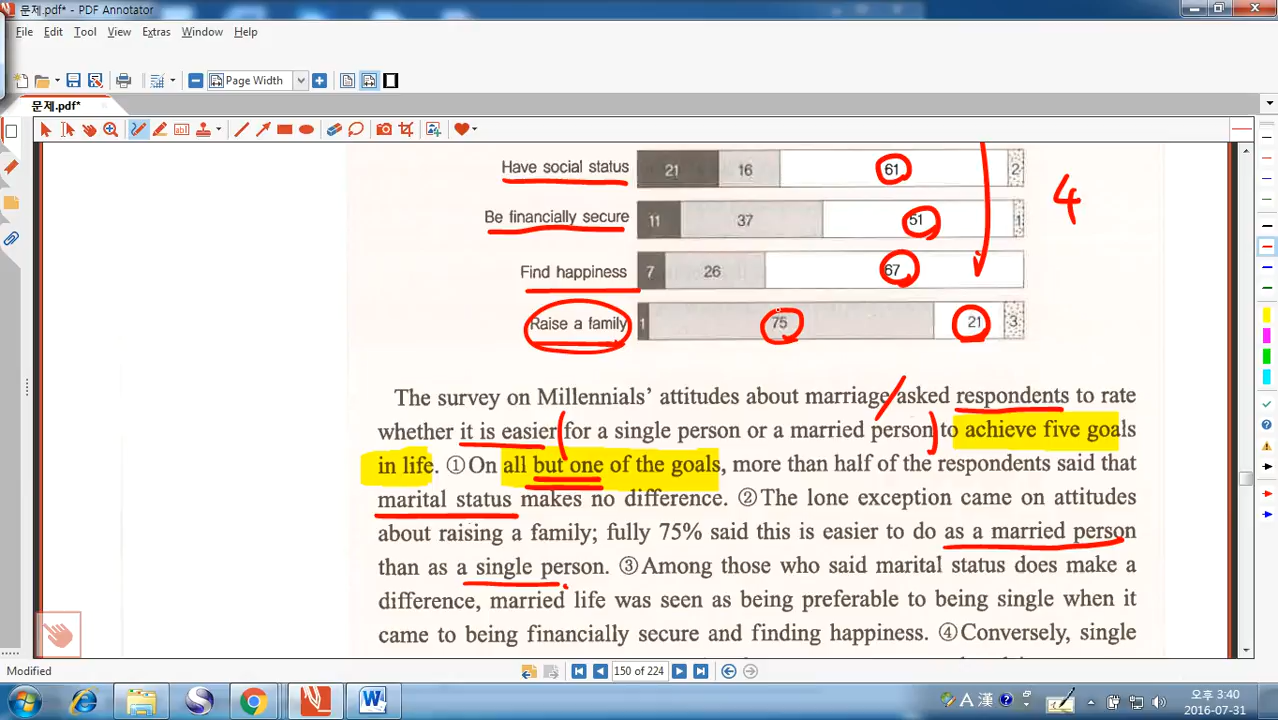 문제.pdf* - PDF Annotator
File Edit Tool View Extras Window Help
Page Width
문제.pdf*
Have social status 21 16 61 2
4
Be financially secure 11 37 51 1
Find happiness 7 26 67
Raise a family 1 75 21 3
The survey on Millennials' attitudes about marriage asked respondents to rate
whether it is easier for a single person or a married person to achieve five goals
in life. ①On all but one of the goals, more than half of the respondents said that
marital status makes no difference. ②The lone exception came on attitudes
about raising a family; fully 75% said this is easier to do as a married person
than as a single person. ③Among those who said marital status does make a
difference, married life was seen as being preferable to being single when it
came to being financially secure and finding happiness. ④Conversely, single
Modified
150 of 224
A 漢
오후 3:40
2016-07-31